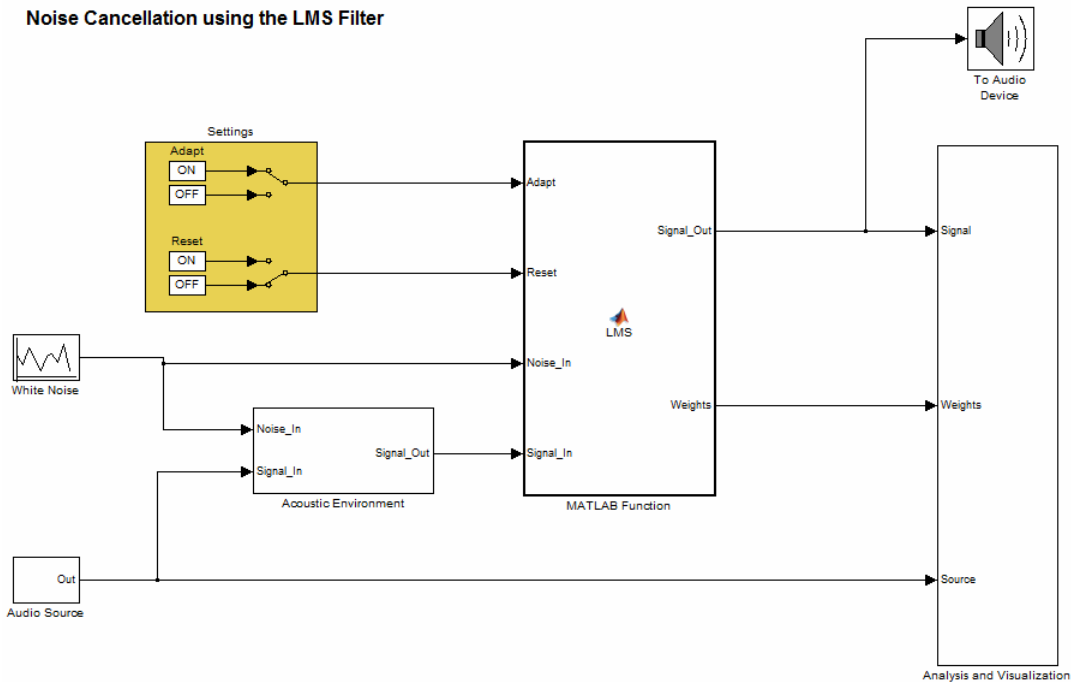 Noise Cancellation using the LMS Filter
To Audio
Device
Settings
Adapt
ON
OFF
Reset
ON
OFF
Adapt
Reset
Noise_In
Signal_In
Signal_Out
Weights
LMS
MATLAB Function
White Noise
Noise_In
Signal_In
Signal_Out
Acoustic Environment
Out
Audio Source
Signal
Weights
Source
Analysis and Visualization